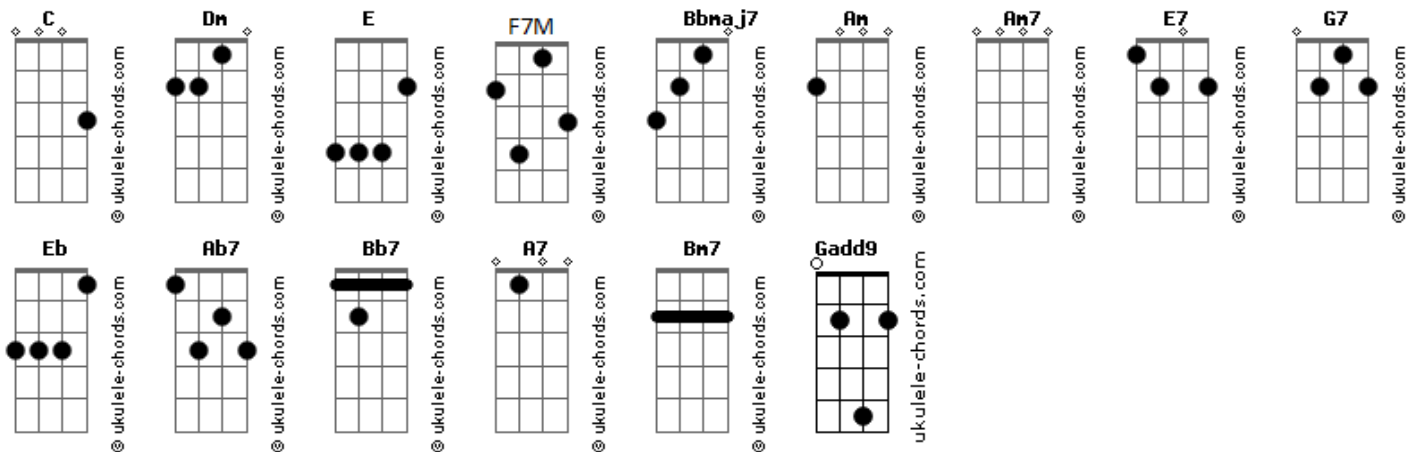 C Dm E F7M Bbmaj7 Am Am7 E7 G7
© ukulele-chords.com © ukulele-chords.com © ukulele-chords.com © ukulele-chords.com © ukulele-chords.com © ukulele-chords.com © ukulele-chords.com © ukulele-chords.com © ukulele-chords.com
Eb Ab7 Bb7 A7 Bm7 Gadd9
© ukulele-chords.com © ukulele-chords.com © ukulele-chords.com © ukulele-chords.com © ukulele-chords.com ukulele-chords.com